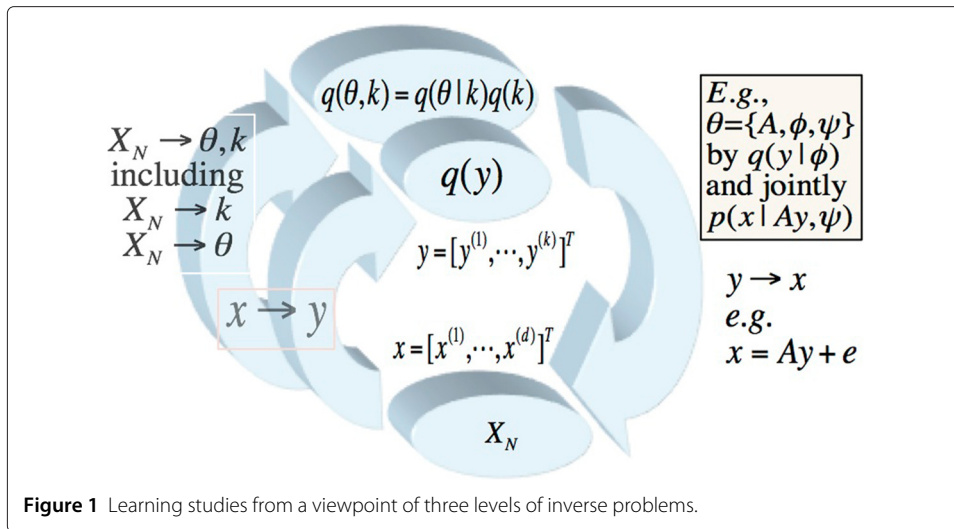 q(θ,k) = q(θ|k)q(k)
X_N → θ,k
including
X_N → k
X_N → θ
q(y)
y=[y^(1),⋯,y^(k)]^T
x → y
x=[x^(1),⋯,x^(d)]^T
X_N
E.g.,
θ={A,ϕ,ψ}
by q(y|ϕ)
and jointly
p(x|Ay,ψ)
y → x
e.g.
x = Ay + e
Figure 1 Learning studies from a viewpoint of three levels of inverse problems.